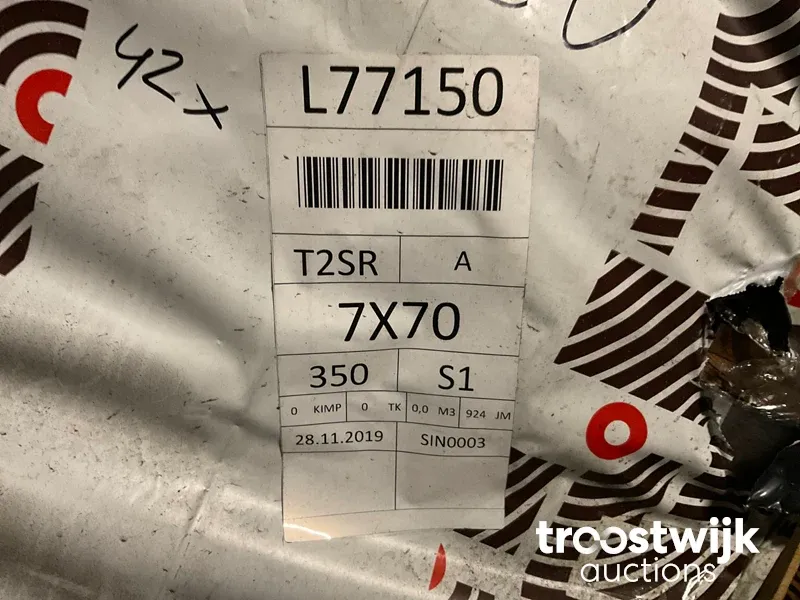 42x
L77150
T2SR A
7X70
350 S1
0 KIMP 0 TK 0,0 M3 924 JM
28.11.2019 SIN0003
troostwijk
auctions